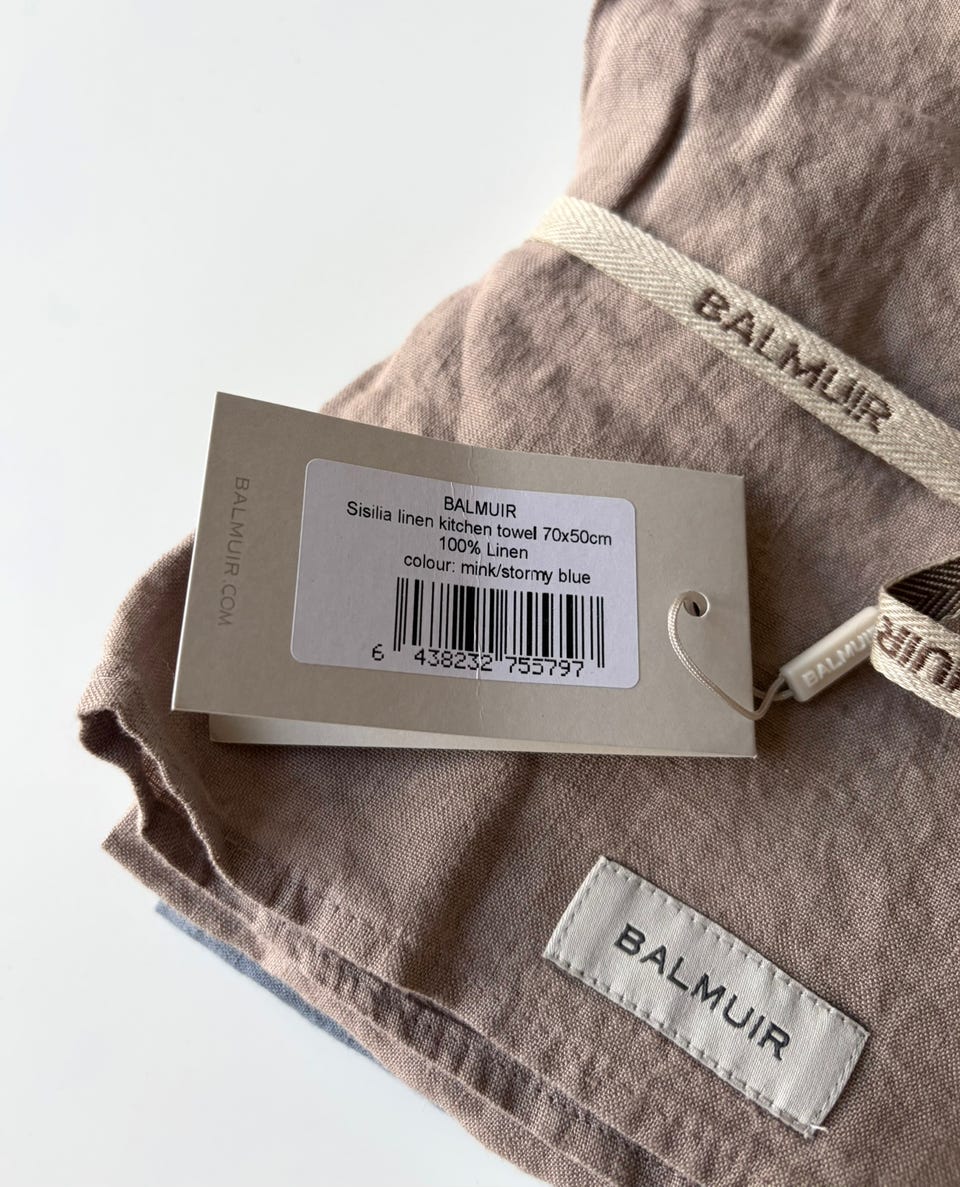 BALMUIR
BALMUIR.COM
BALMUIR
Sisilia linen kitchen towel 70x50cm
100% Linen
colour: mink/stormy blue
6 438232 755797
BALMUIR
UIR
BALMUIR